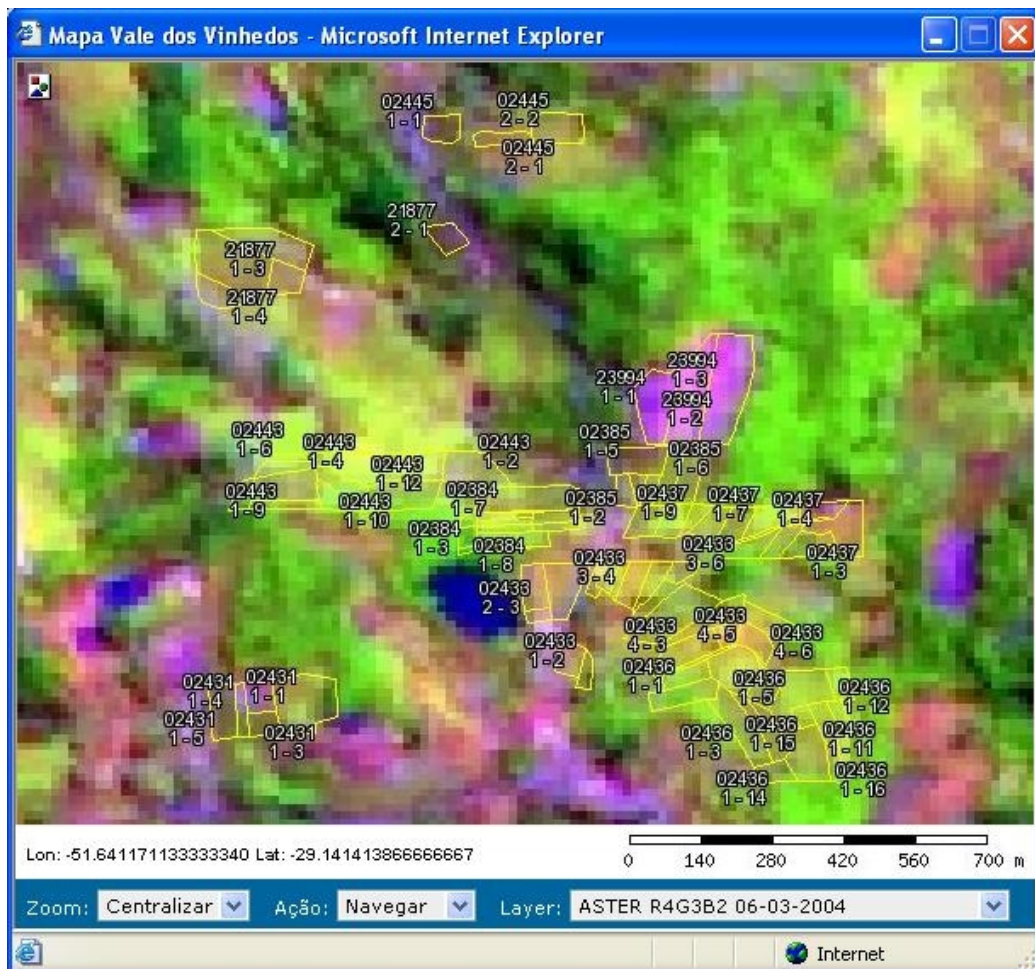 Mapa Vale dos Vinhedos - Microsoft Internet Explorer
02445
1 - 1
02445
2 - 2
02445
2 - 1
21877
2 - 1
21877
1 - 3
21877
1 - 4
23994
1 - 3
23994
1 - 1
23994
1 - 2
02385
1 - 5
02385
1 - 6
02443
1 - 6
02443
1 - 4
02443
1 - 2
02443
1 - 12
02443
1 - 9
02443
1 - 10
02384
1 - 7
02385
1 - 2
02437
1 - 9
02437
1 - 7
02437
1 - 4
02384
1 - 3
02384
1 - 8
02433
3 - 4
02433
3 - 6
02437
1 - 3
02433
2 - 3
02433
1 - 2
02433
4 - 3
02433
4 - 5
02433
4 - 6
02436
1 - 1
02436
1 - 5
02436
1 - 12
02431
1 - 4
02431
1 - 1
02431
1 - 5
02431
1 - 3
02436
1 - 3
02436
1 - 15
02436
1 - 11
02436
1 - 14
02436
1 - 16
Lon: -51.641171133333340 Lat: -29.141413866666667
0 140 280 420 560 700 m
Zoom: Centralizar Ação: Navegar Layer: ASTER R4G3B2 06-03-2004
Internet